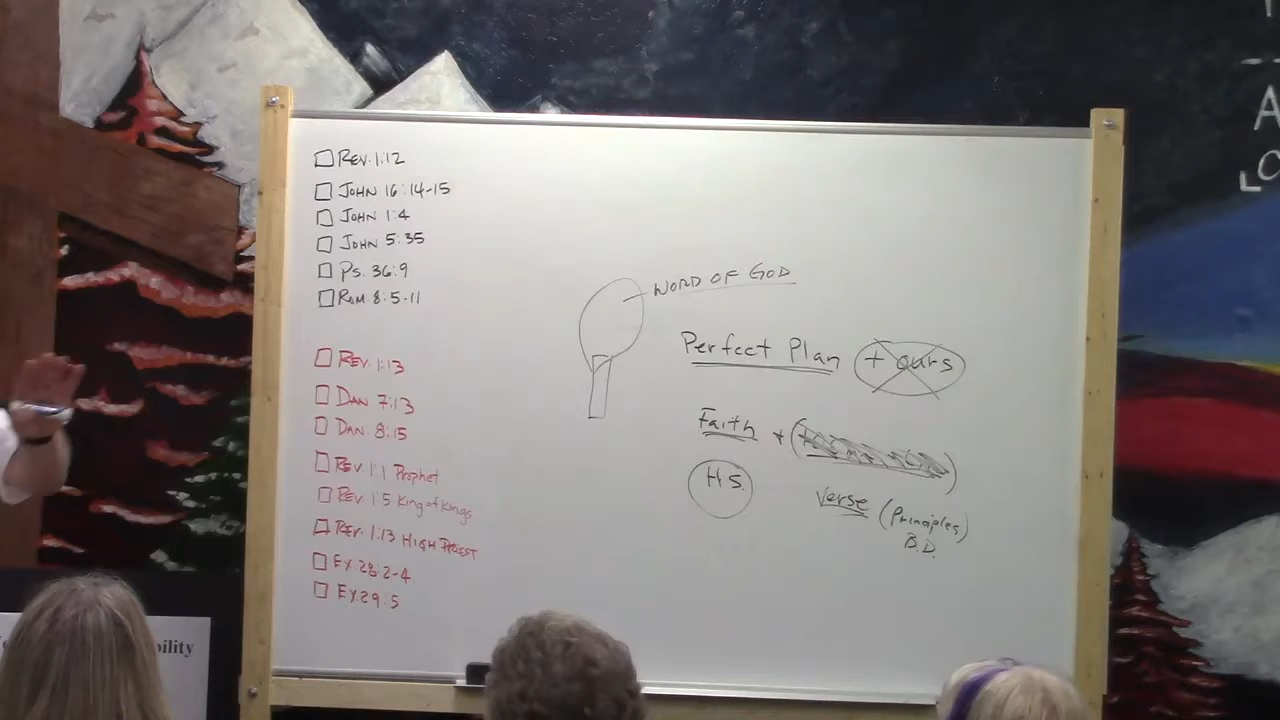 REV. 1:12
JOHN 16:14-15
JOHN 1:4
JOHN 5:35
PS. 36:9
ROM 8:5-11
REV. 1:13
DAN 7:13
DAN. 8:15
REV. 1:1 Prophet
REV. 1:5 King of Kings
REV. 1:13 HIGH PRIEST
EX 28:2-4
EX 29:5
WORD OF GOD
Perfect Plan + ours
Faith +
H.S.
Verse (Principles)
B.D.
bility
A